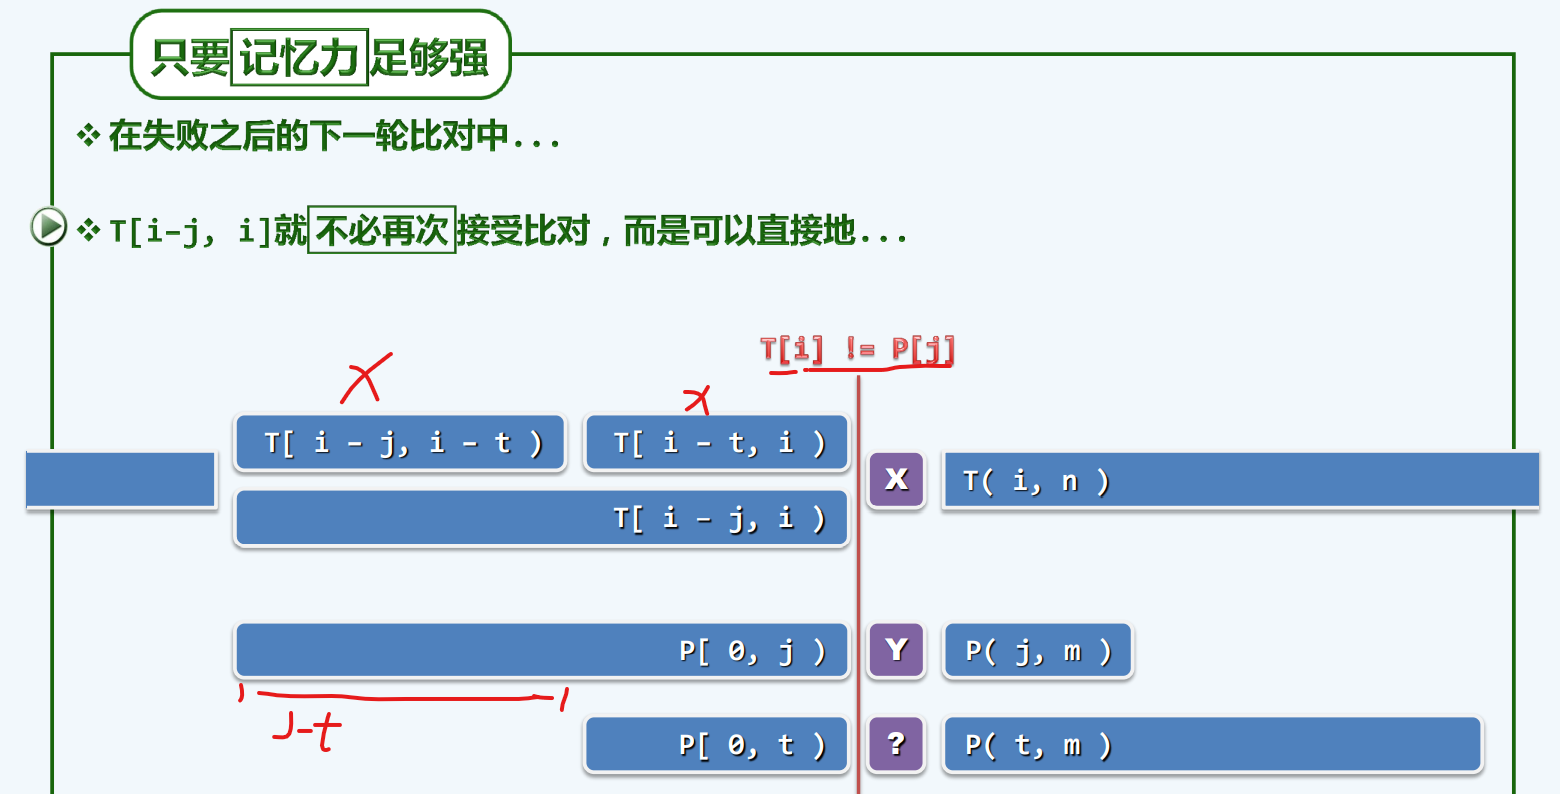 只要记忆力足够强
在失败之后的下一轮比对中...
T[i-j, i]就不必再次接受比对，而是可以直接地...
T[i] != P[j]
X
x
T[ i - j, i - t )
T[ i - t, i )
X
T( i, n )
T[ i - j, i )
P[ 0, j )
Y
P( j, m )
J-t
P[ 0, t )
?
P( t, m )